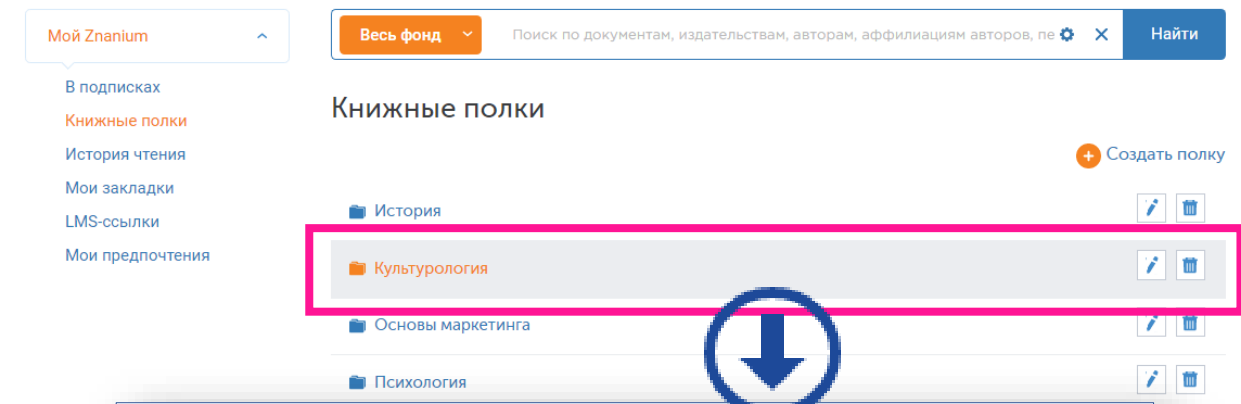 Мой Znanium
В подписках
Книжные полки
История чтения
Мои закладки
LMS-ссылки
Мои предпочтения
Весь фонд
Поиск по документам, издательствам, авторам, аффилиациям авторов, пе
Найти
Книжные полки
Создать полку
История
Культурология
Основы маркетинга
Психология